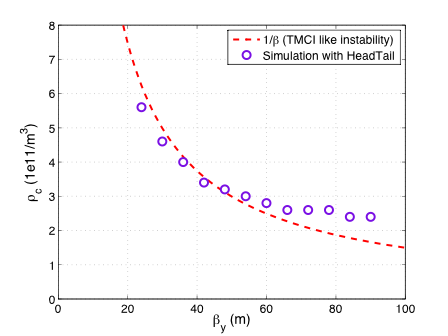 8
7
6
5
4
3
2
1
0
0 20 40 60 80 100
ρc (1e11/m³)
βy (m)
1/β (TMCI like instability)
Simulation with HeadTail